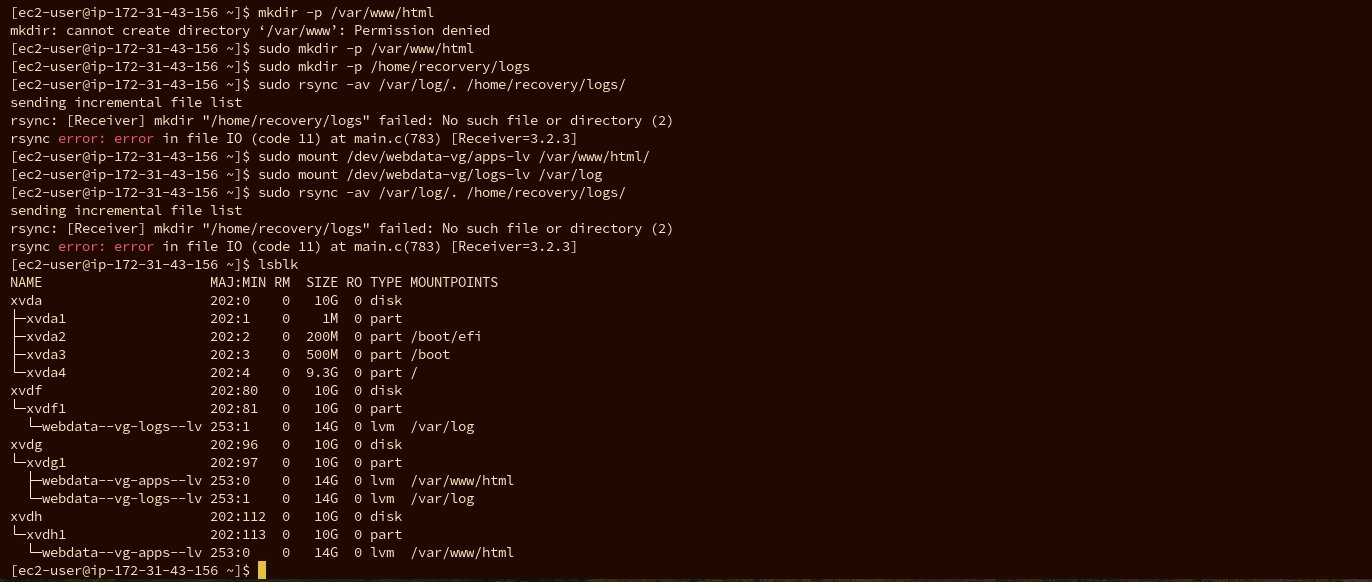 [ec2-user@ip-172-31-43-156 ~]$ mkdir -p /var/www/html
mkdir: cannot create directory ‘/var/www’: Permission denied
[ec2-user@ip-172-31-43-156 ~]$ sudo mkdir -p /var/www/html
[ec2-user@ip-172-31-43-156 ~]$ sudo mkdir -p /home/recorvery/logs
[ec2-user@ip-172-31-43-156 ~]$ sudo rsync -av /var/log/. /home/recovery/logs/
sending incremental file list
rsync: [Receiver] mkdir "/home/recovery/logs" failed: No such file or directory (2)
rsync error: error in file IO (code 11) at main.c(783) [Receiver=3.2.3]
[ec2-user@ip-172-31-43-156 ~]$ sudo mount /dev/webdata-vg/apps-lv /var/www/html/
[ec2-user@ip-172-31-43-156 ~]$ sudo mount /dev/webdata-vg/logs-lv /var/log
[ec2-user@ip-172-31-43-156 ~]$ sudo rsync -av /var/log/. /home/recovery/logs/
sending incremental file list
rsync: [Receiver] mkdir "/home/recovery/logs" failed: No such file or directory (2)
rsync error: error in file IO (code 11) at main.c(783) [Receiver=3.2.3]
[ec2-user@ip-172-31-43-156 ~]$ lsblk
NAME                     MAJ:MIN RM  SIZE RO TYPE MOUNTPOINTS
xvda                     202:0    0   10G  0 disk
├─xvda1                  202:1    0    1M  0 part
├─xvda2                  202:2    0  200M  0 part /boot/efi
├─xvda3                  202:3    0  500M  0 part /boot
└─xvda4                  202:4    0  9.3G  0 part /
xvdf                     202:80   0   10G  0 disk
└─xvdf1                  202:81   0   10G  0 part
  └─webdata--vg-logs--lv 253:1    0   14G  0 lvm  /var/log
xvdg                     202:96   0   10G  0 disk
└─xvdg1                  202:97   0   10G  0 part
  ├─webdata--vg-apps--lv 253:0    0   14G  0 lvm  /var/www/html
  └─webdata--vg-logs--lv 253:1    0   14G  0 lvm  /var/log
xvdh                     202:112  0   10G  0 disk
└─xvdh1                  202:113  0   10G  0 part
  └─webdata--vg-apps--lv 253:0    0   14G  0 lvm  /var/www/html
[ec2-user@ip-172-31-43-156 ~]$